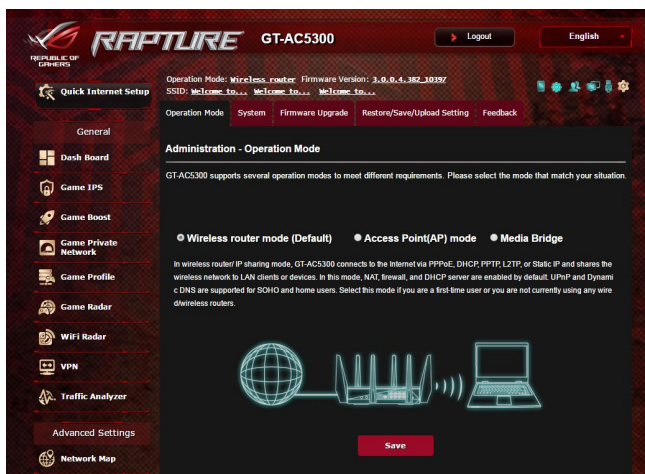 REPUBLIC OF
GAMERS
RAPTURE
GT-AC5300
Logout
English
Quick Internet Setup
General
Dash Board
Game IPS
Game Boost
Game Private
Network
Game Profile
Game Radar
WiFi Radar
VPN
Traffic Analyzer
Advanced Settings
Network Map
Operation Mode: Wireless router Firmware Version: 3.0.0.4.382_10397
SSID: Welcome to... Welcome to... Welcome to...
Operation Mode System Firmware Upgrade Restore/Save/Upload Setting Feedback
Administration - Operation Mode
GT-AC5300 supports several operation modes to meet different requirements. Please select the mode that match your situation.
Wireless router mode (Default) Access Point(AP) mode Media Bridge
In wireless router/ IP sharing mode, GT-AC5300 connects to the Internet via PPPoE, DHCP, PPTP, L2TP, or Static IP and shares the
wireless network to LAN clients or devices. In this mode, NAT, firewall, and DHCP server are enabled by default. UPnP and Dynami
c DNS are supported for SOHO and home users. Select this mode if you are a first-time user or you are not currently using any wire
d/wireless routers.
Save